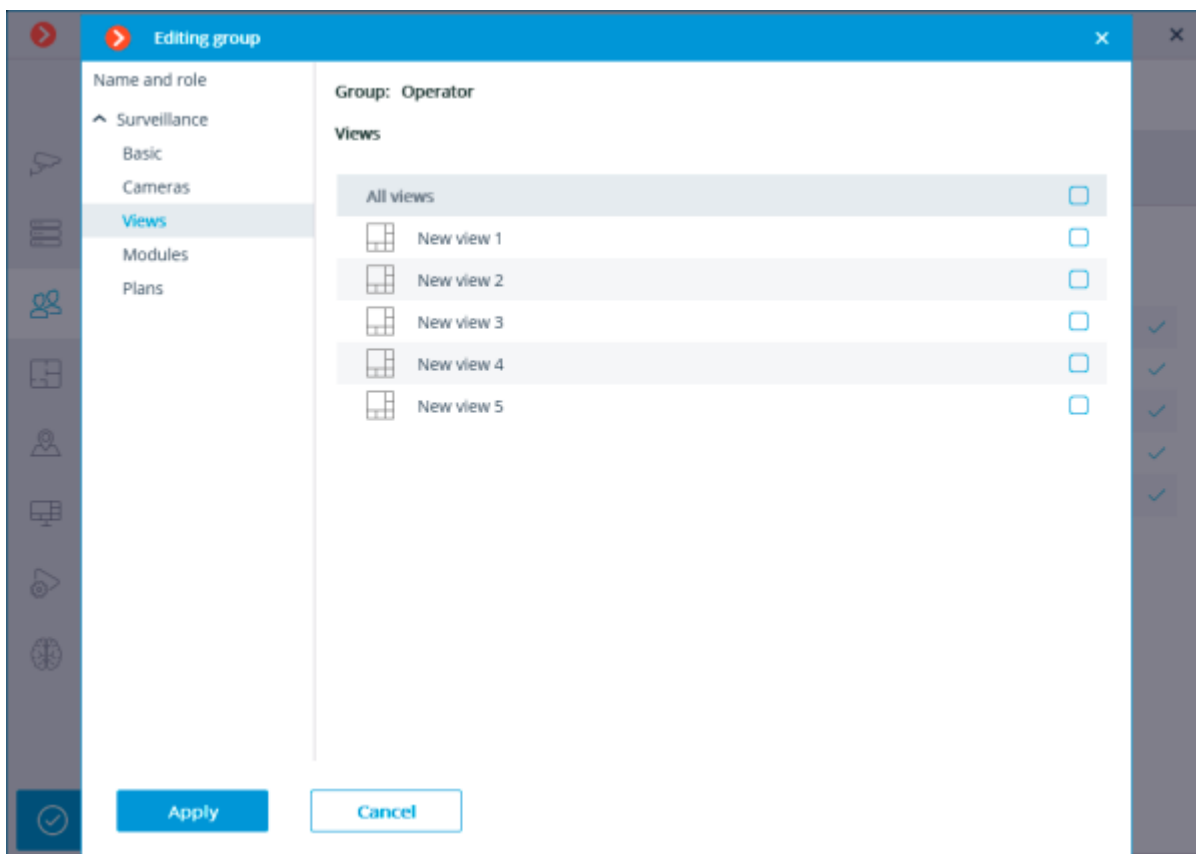 Editing group
Name and role
Surveillance
Basic
Cameras
Views
Modules
Plans
Group: Operator
Views
All views
New view 1
New view 2
New view 3
New view 4
New view 5
Apply
Cancel